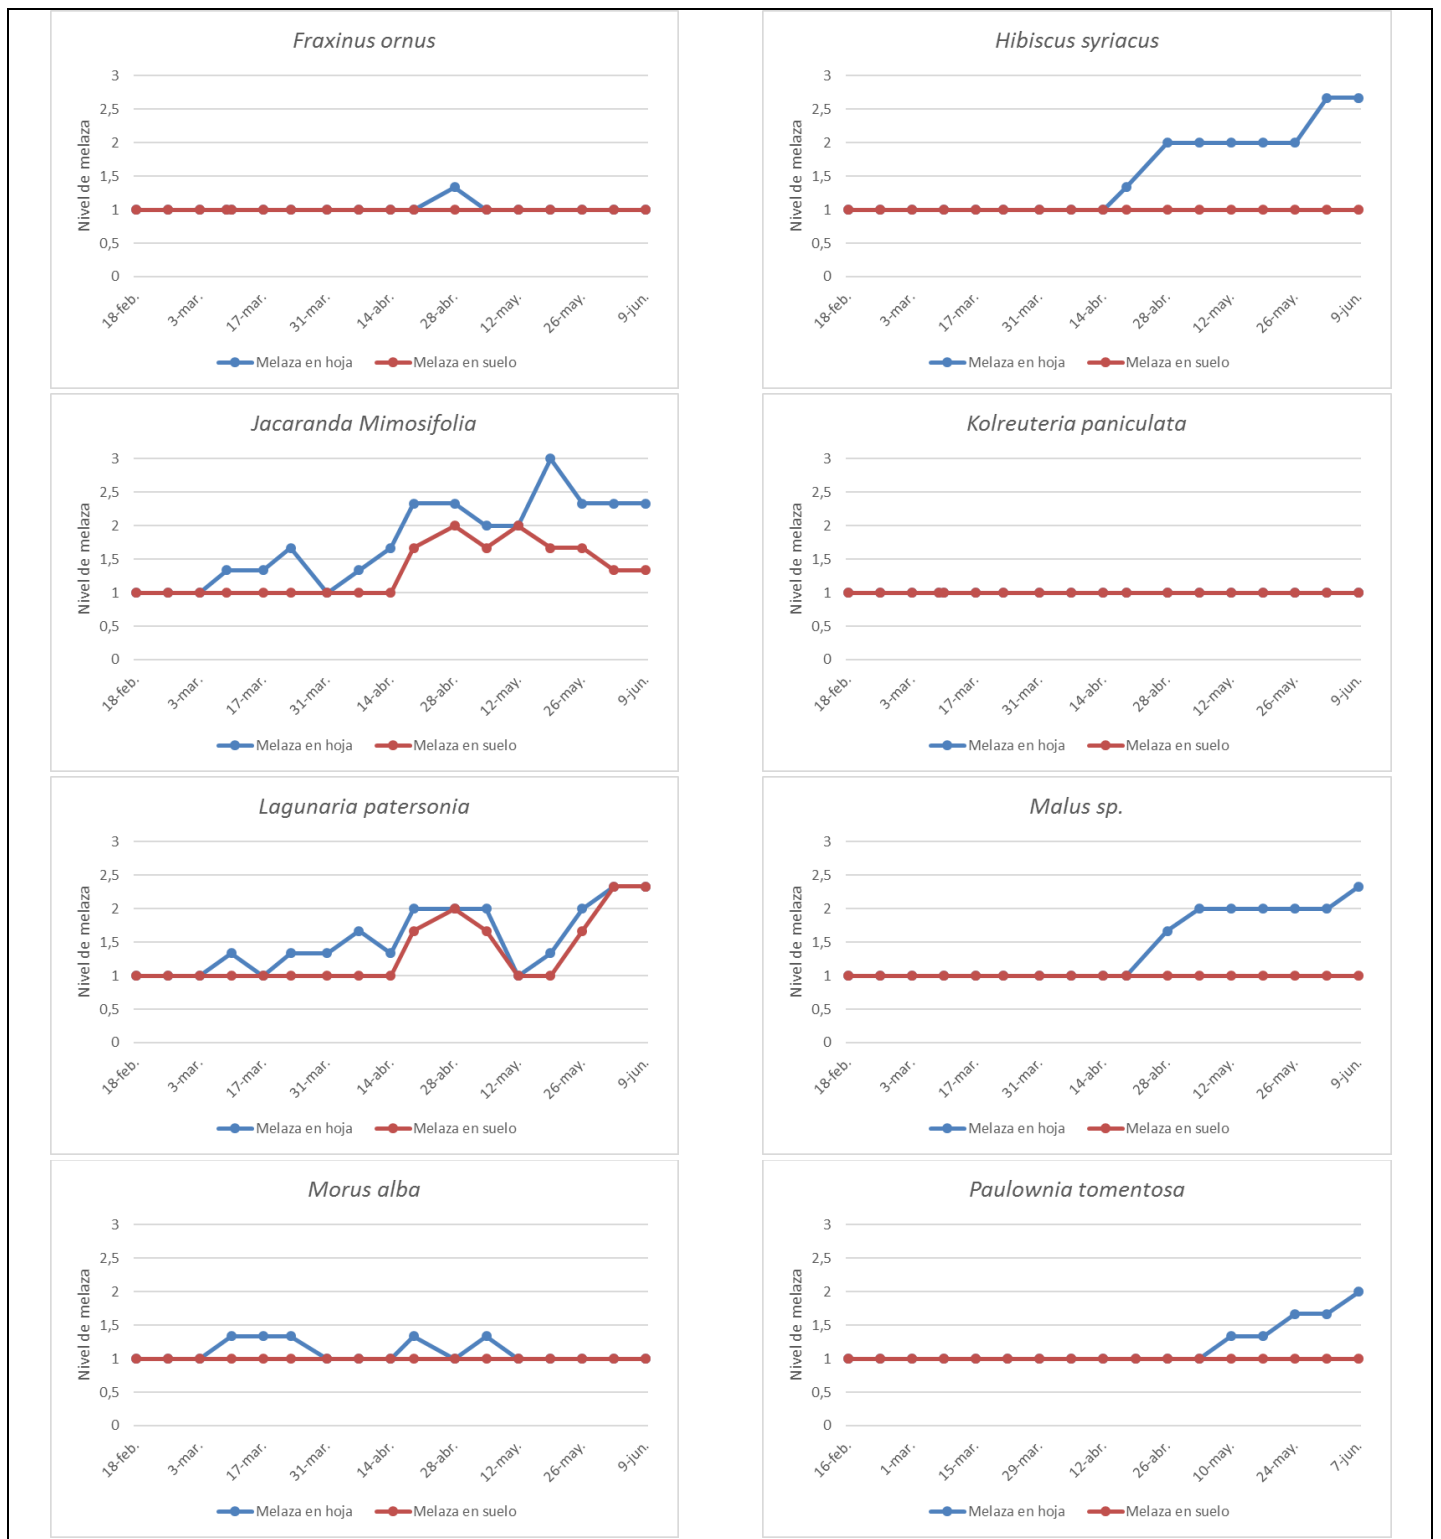 Fraxinus ornus
Nivel de melaza
3
2,5
2
1,5
1
0,5
0
18-feb. 3-mar. 17-mar. 31-mar. 14-abr. 28-abr. 12-may. 26-may. 9-jun.
Melaza en hoja Melaza en suelo
Hibiscus syriacus
Nivel de melaza
3
2,5
2
1,5
1
0,5
0
18-feb. 3-mar. 17-mar. 31-mar. 14-abr. 28-abr. 12-may. 26-may. 9-jun.
Melaza en hoja Melaza en suelo
Jacaranda Mimosifolia
Nivel de melaza
3
2,5
2
1,5
1
0,5
0
18-feb. 3-mar. 17-mar. 31-mar. 14-abr. 28-abr. 12-may. 26-may. 9-jun.
Melaza en hoja Melaza en suelo
Kolreuteria paniculata
Nivel de melaza
3
2,5
2
1,5
1
0,5
0
18-feb. 3-mar. 17-mar. 31-mar. 14-abr. 28-abr. 12-may. 26-may. 9-jun.
Melaza en hoja Melaza en suelo
Lagunaria patersonia
Nivel de melaza
3
2,5
2
1,5
1
0,5
0
18-feb. 3-mar. 17-mar. 31-mar. 14-abr. 28-abr. 12-may. 26-may. 9-jun.
Melaza en hoja Melaza en suelo
Malus sp.
Nivel de melaza
3
2,5
2
1,5
1
0,5
0
18-feb. 3-mar. 17-mar. 31-mar. 14-abr. 28-abr. 12-may. 26-may. 9-jun.
Melaza en hoja Melaza en suelo
Morus alba
Nivel de melaza
3
2,5
2
1,5
1
0,5
0
18-feb. 3-mar. 17-mar. 31-mar. 14-abr. 28-abr. 12-may. 26-may. 9-jun.
Melaza en hoja Melaza en suelo
Paulownia tomentosa
Nivel de melaza
3
2,5
2
1,5
1
0,5
0
16-feb. 1-mar. 15-mar. 29-mar. 12-abr. 26-abr. 10-may. 24-may. 7-jun.
Melaza en hoja Melaza en suelo